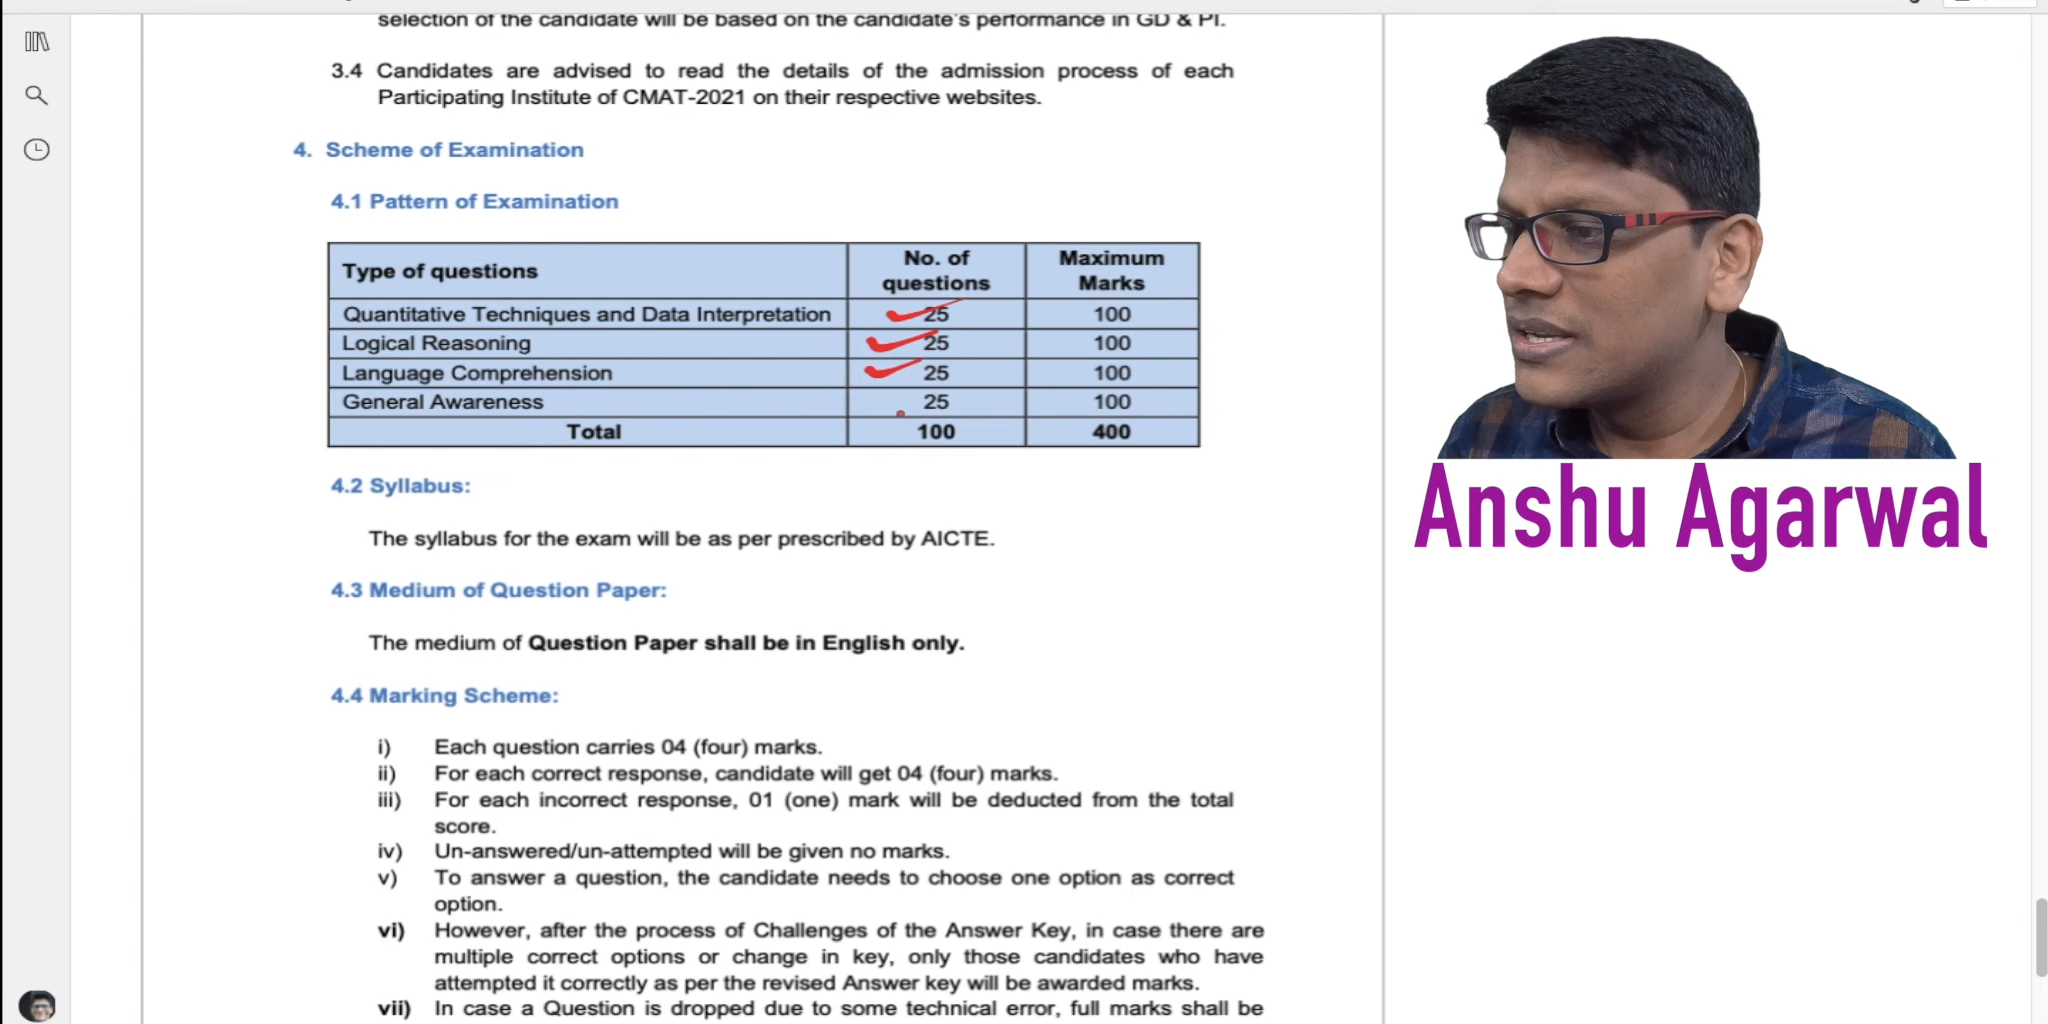 selection of the candidate will be based on the candidate's performance in GD & PI.
3.4 Candidates are advised to read the details of the admission process of each
Participating Institute of CMAT-2021 on their respective websites.
4. Scheme of Examination
4.1 Pattern of Examination
Type of questions No. of questions Maximum Marks
Quantitative Techniques and Data Interpretation 25 100
Logical Reasoning 25 100
Language Comprehension 25 100
General Awareness 25 100
Total 100 400
4.2 Syllabus:
The syllabus for the exam will be as per prescribed by AICTE.
4.3 Medium of Question Paper:
The medium of Question Paper shall be in English only.
4.4 Marking Scheme:
i) Each question carries 04 (four) marks.
ii) For each correct response, candidate will get 04 (four) marks.
iii) For each incorrect response, 01 (one) mark will be deducted from the total
score.
iv) Un-answered/un-attempted will be given no marks.
v) To answer a question, the candidate needs to choose one option as correct
option.
vi) However, after the process of Challenges of the Answer Key, in case there are
multiple correct options or change in key, only those candidates who have
attempted it correctly as per the revised Answer key will be awarded marks.
vii) In case a Question is dropped due to some technical error, full marks shall be
Anshu Agarwal